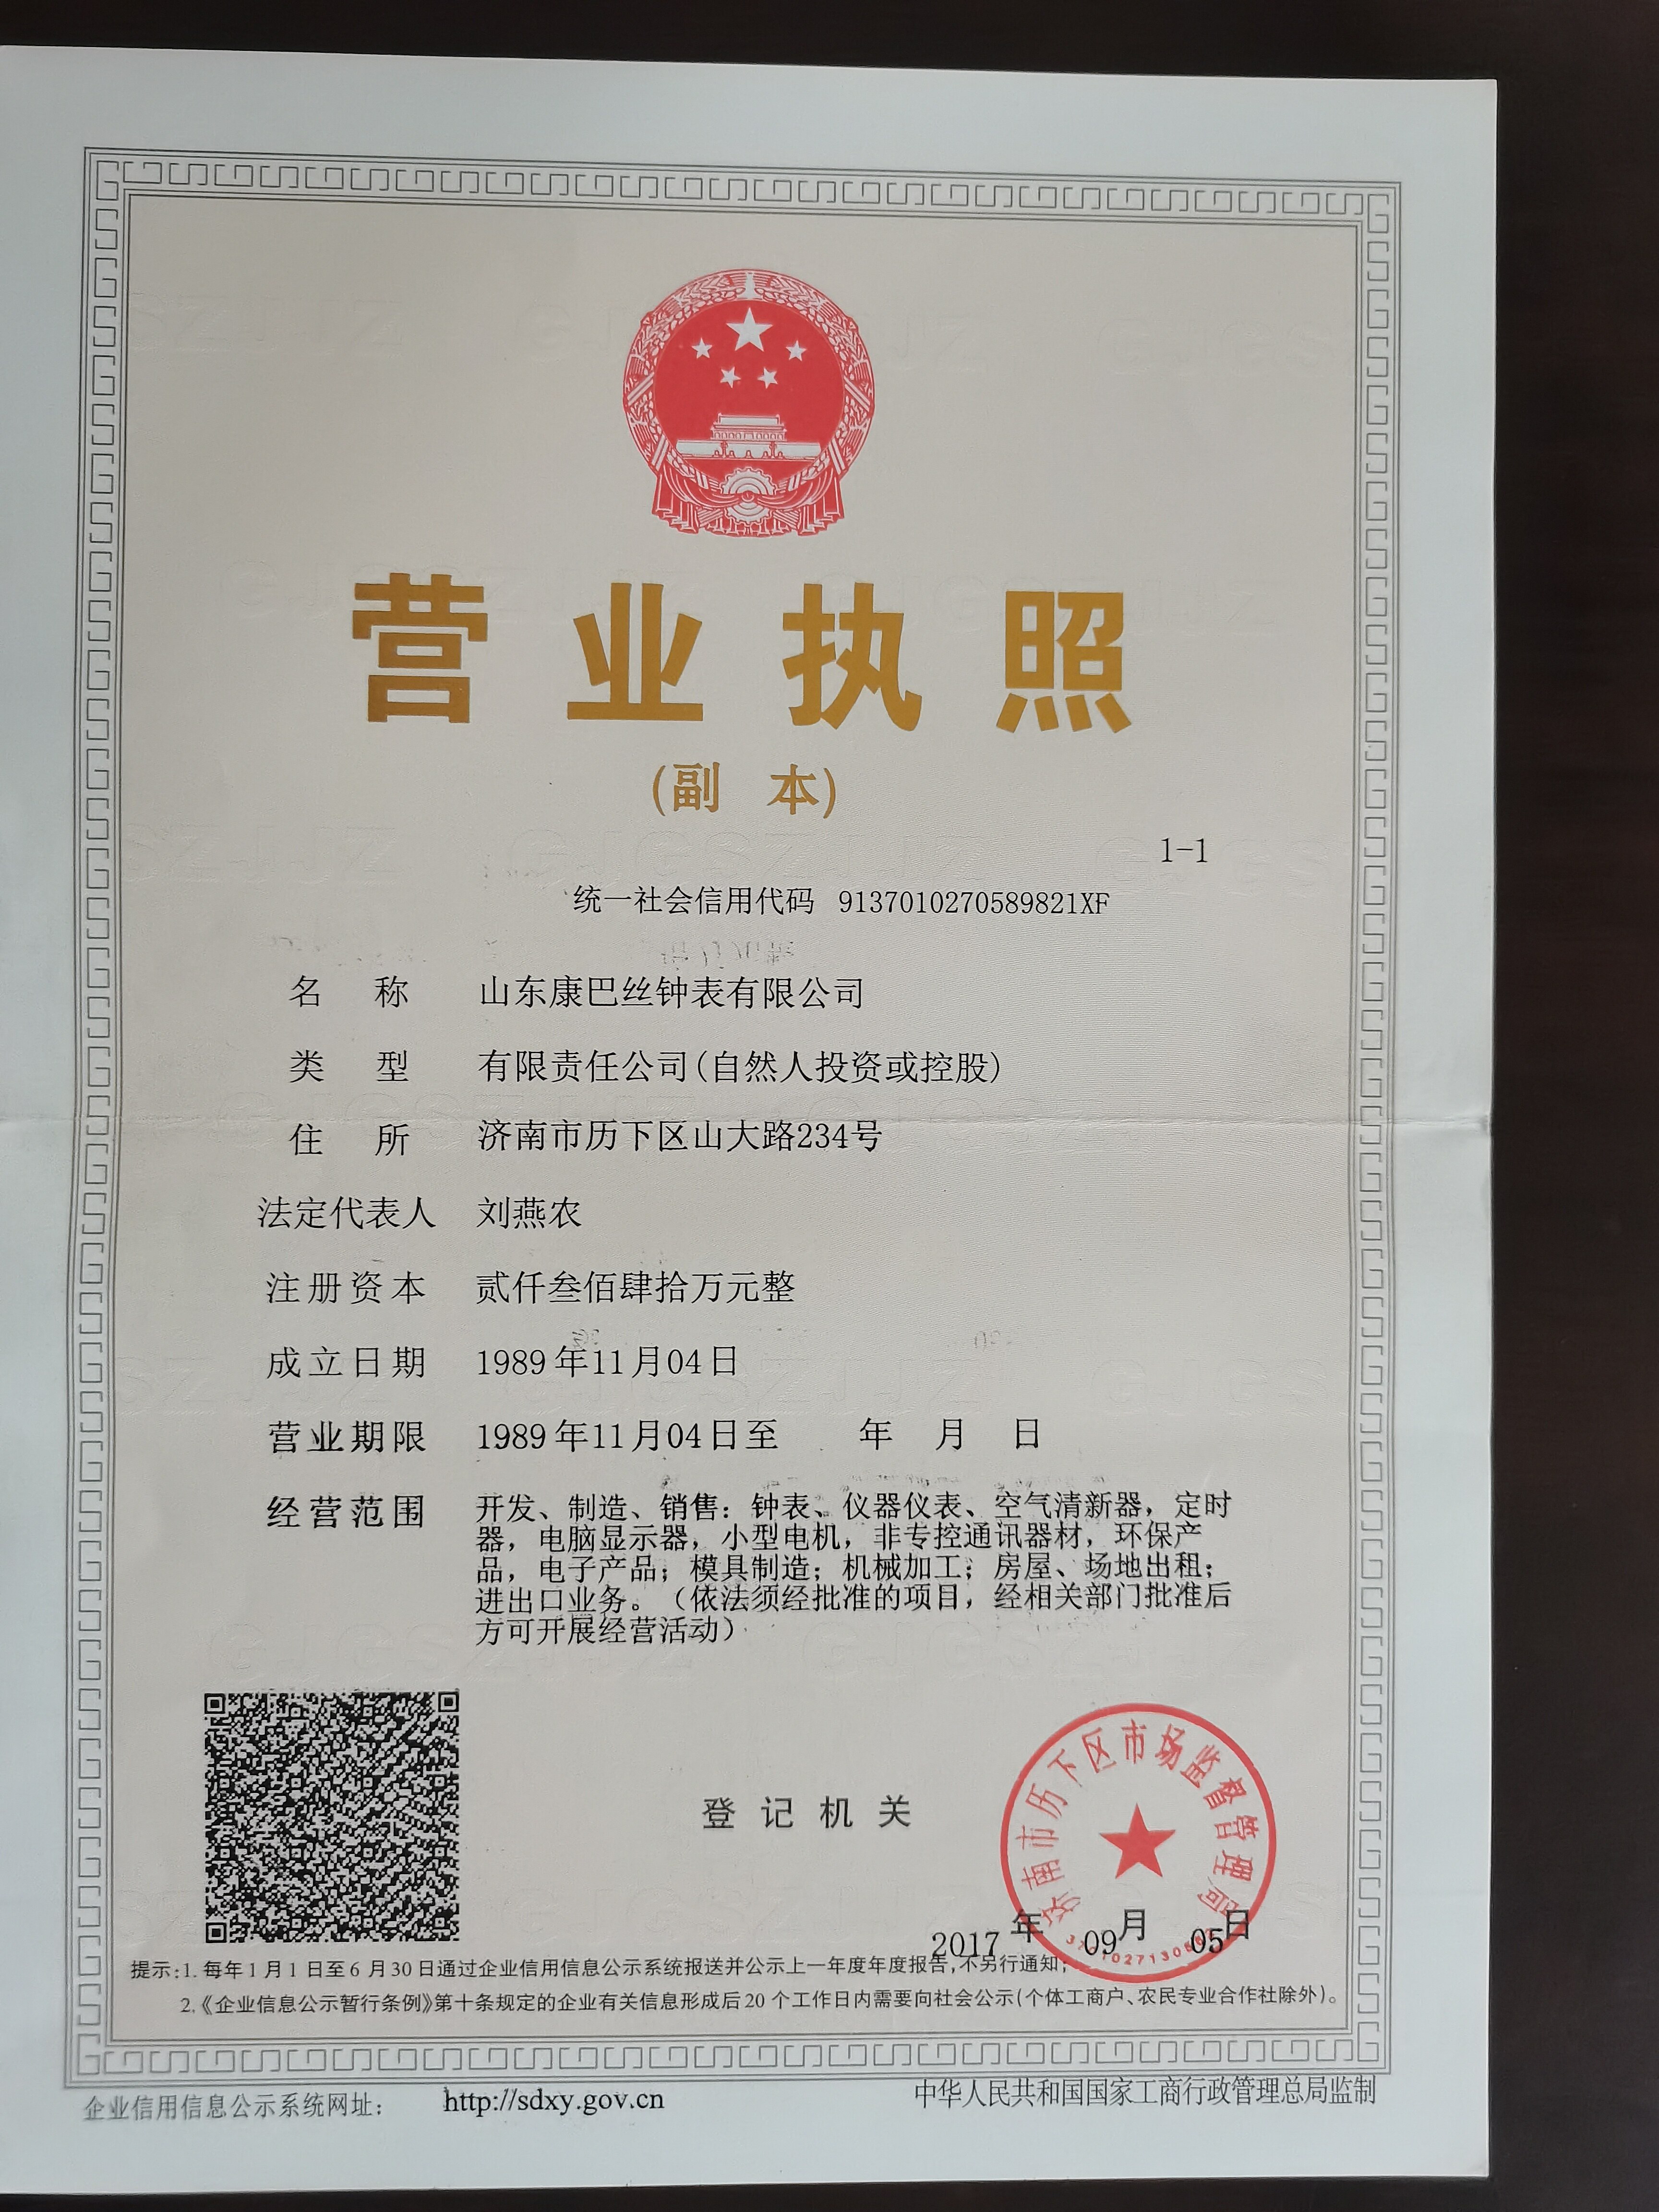 营业执照
(副 本)
1-1
统一社会信用代码 91370102705898​21XF
名 称 山东康巴丝钟表有限公司
类 型 有限责任公司(自然人投资或控股)
住 所 济南市历下区山大路234号
法定代表人 刘燕农
注册资本 贰仟叁佰肆拾万元整
成立日期 1989年11月04日
营业期限 1989年11月04日至 年 月 日
经营范围 开发、制造、销售：钟表、仪器仪表、空气清新器，定时
器，电脑显示器，小型电机，非专控通讯器材，环保产
品，电子产品；模具制造；机械加工；房屋、场地出租；
进出口业务。（依法须经批准的项目，经相关部门批准后
方可开展经营活动）
济南市历下区市场监督管理局
登记机关
2017年09月05日
提示:1. 每年1月1日至6月30日通过企业信用信息公示系统报送并公示上一年度年度报告,不另行通知;
2.《企业信息公示暂行条例》第十条规定的企业有关信息形成后20个工作日内需要向社会公示(个体工商户、农民专业合作社除外)。
企业信用信息公示系统网址： http://sdxy.gov.cn 中华人民共和国国家工商行政管理总局监制